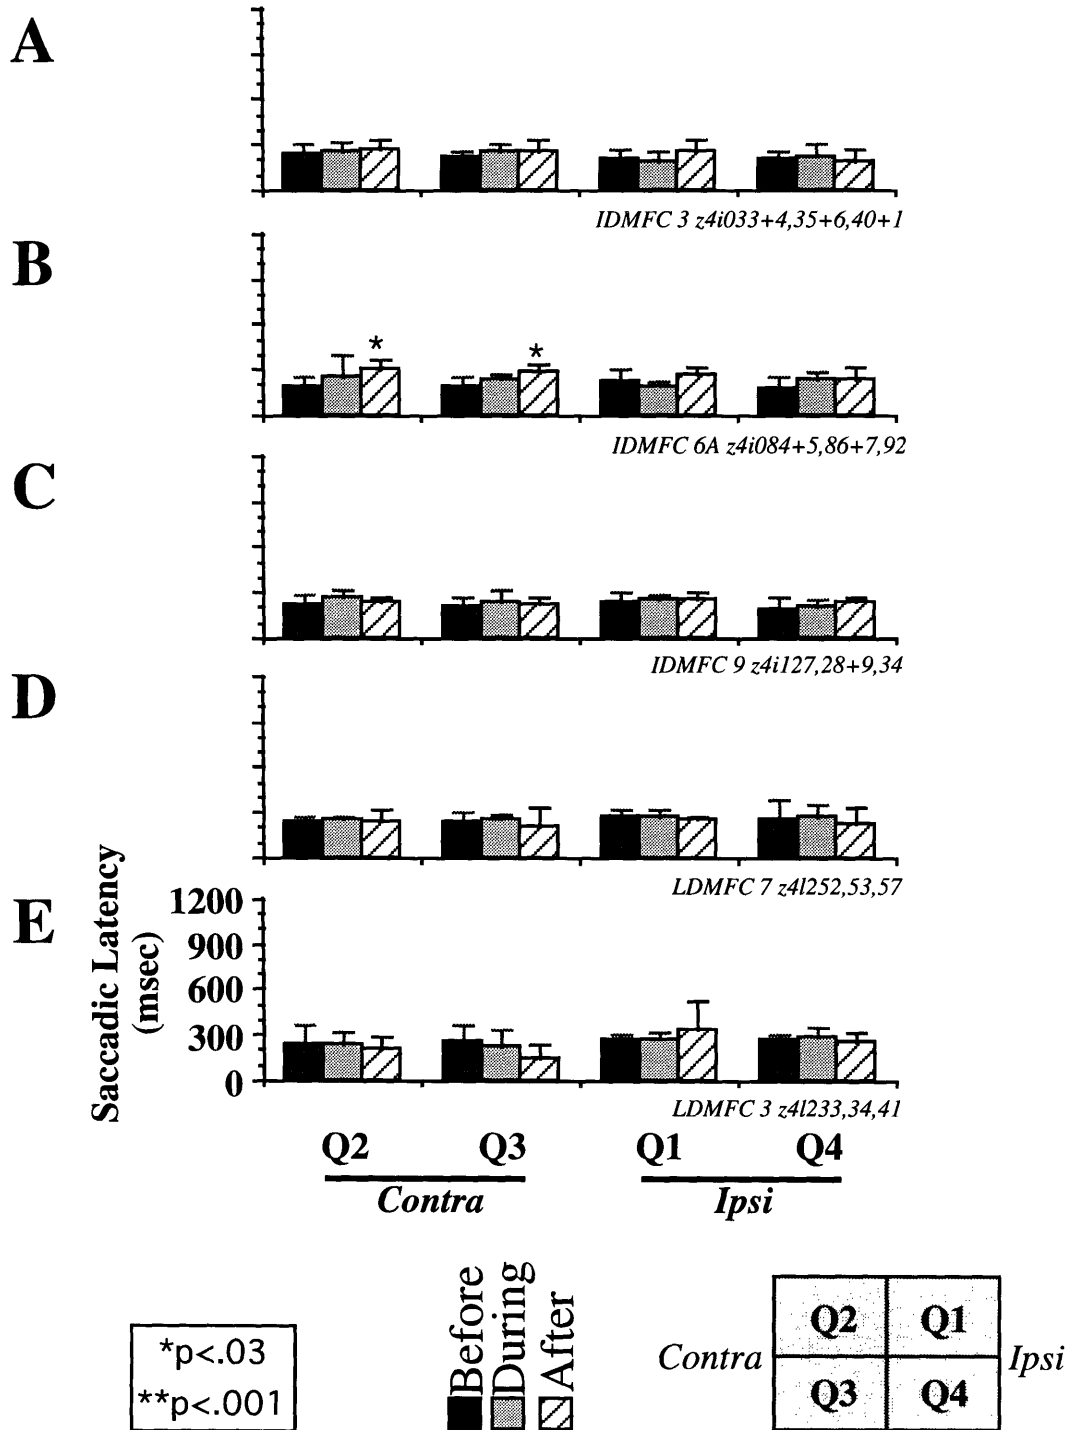 A
IDMFC 3 z4i033+4,35+6,40+1
B
*
*
IDMFC 6A z4i084+5,86+7,92
C
IDMFC 9 z4i127,28+9,34
D
LDMFC 7 z4l252,53,57
E
Saccadic Latency
(msec)
1200
900
600
300
0
LDMFC 3 z4l233,34,41
Q2 Q3 Q1 Q4
Contra Ipsi
*p<.03
**p<.001
Before
During
After
Q2 Q1
Contra Ipsi
Q3 Q4